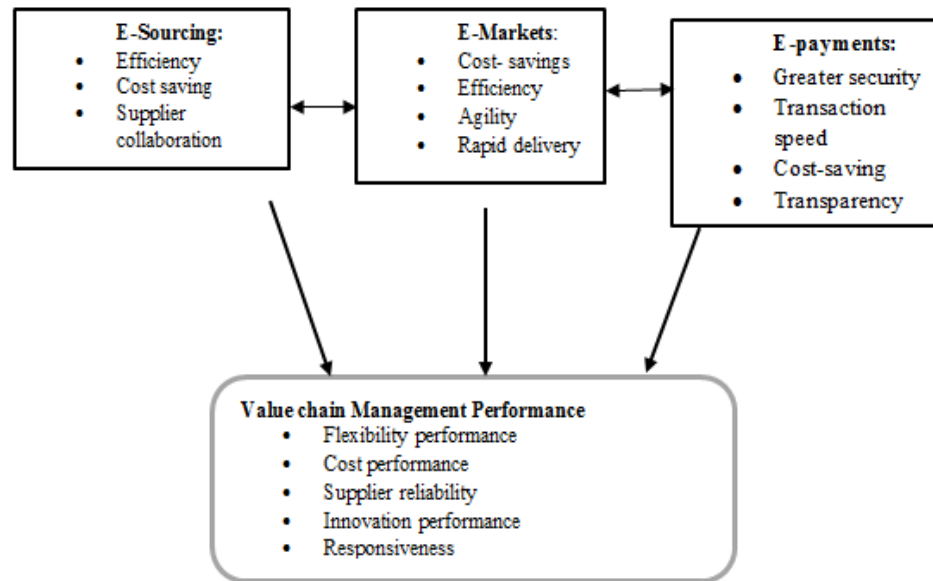 E-Sourcing:
• Efficiency
• Cost saving
• Supplier
collaboration
E-Markets:
• Cost- savings
• Efficiency
• Agility
• Rapid delivery
E-payments:
• Greater security
• Transaction
speed
• Cost-saving
• Transparency
Value chain Management Performance
• Flexibility performance
• Cost performance
• Supplier reliability
• Innovation performance
• Responsiveness